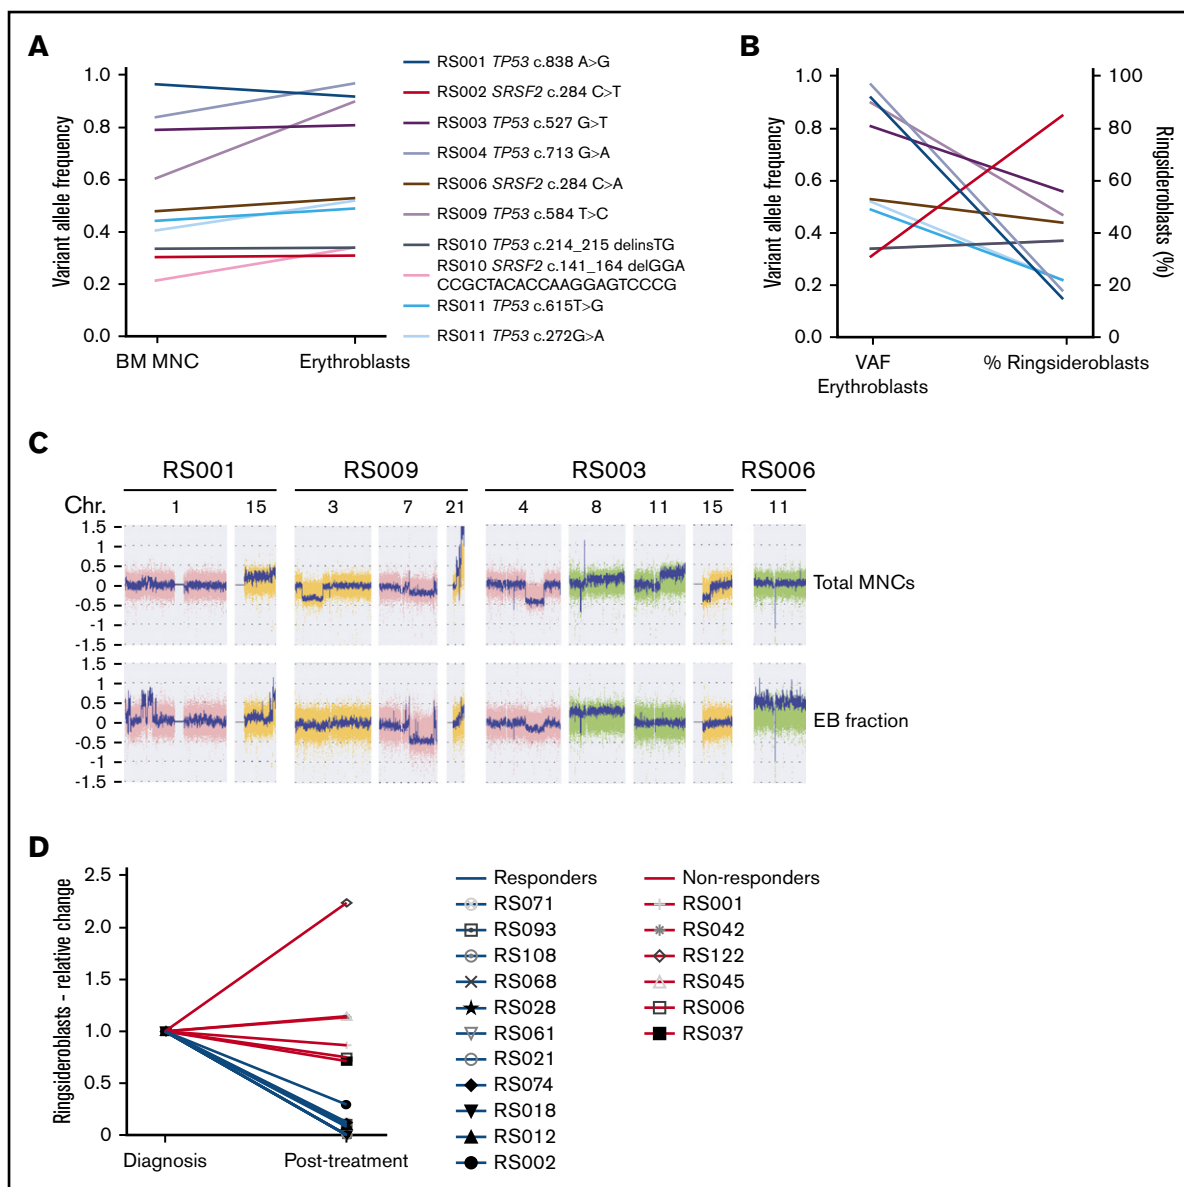 A
1.0
0.8
0.6
0.4
0.2
0.0
Variant allele frequency
BM MNC
Erythroblasts
RS001 TP53 c.838 A>G
RS002 SRSF2 c.284 C>T
RS003 TP53 c.527 G>T
RS004 TP53 c.713 G>A
RS006 SRSF2 c.284 C>A
RS009 TP53 c.584 T>C
RS010 TP53 c.214_215 delinsTG
RS010 SRSF2 c.141_164 delGGA
CCGCTACACCAAGGAGTCCCG
RS011 TP53 c.615T>G
RS011 TP53 c.272G>A
B
1.0
0.8
0.6
0.4
0.2
0.0
Variant allele frequency
100
80
60
40
20
0
Ringsideroblasts
(%)
VAF
Erythroblasts
% Ringsideroblasts
C
RS001 RS009 RS003 RS006
Chr. 1 15 3 7 21 4 8 11 15 11
1.5
1
0.5
0
-0.5
-1
-1.5
Total MNCs
1.5
1
0.5
0
-0.5
-1
-1.5
EB fraction
D
2.5
2.0
1.5
1.0
0.5
0
Ringsideroblasts - relative change
Diagnosis
Post-treatment
Responders
RS071
RS093
RS108
RS068
RS028
RS061
RS021
RS074
RS018
RS012
RS002
Non-responders
RS001
RS042
RS122
RS045
RS006
RS037